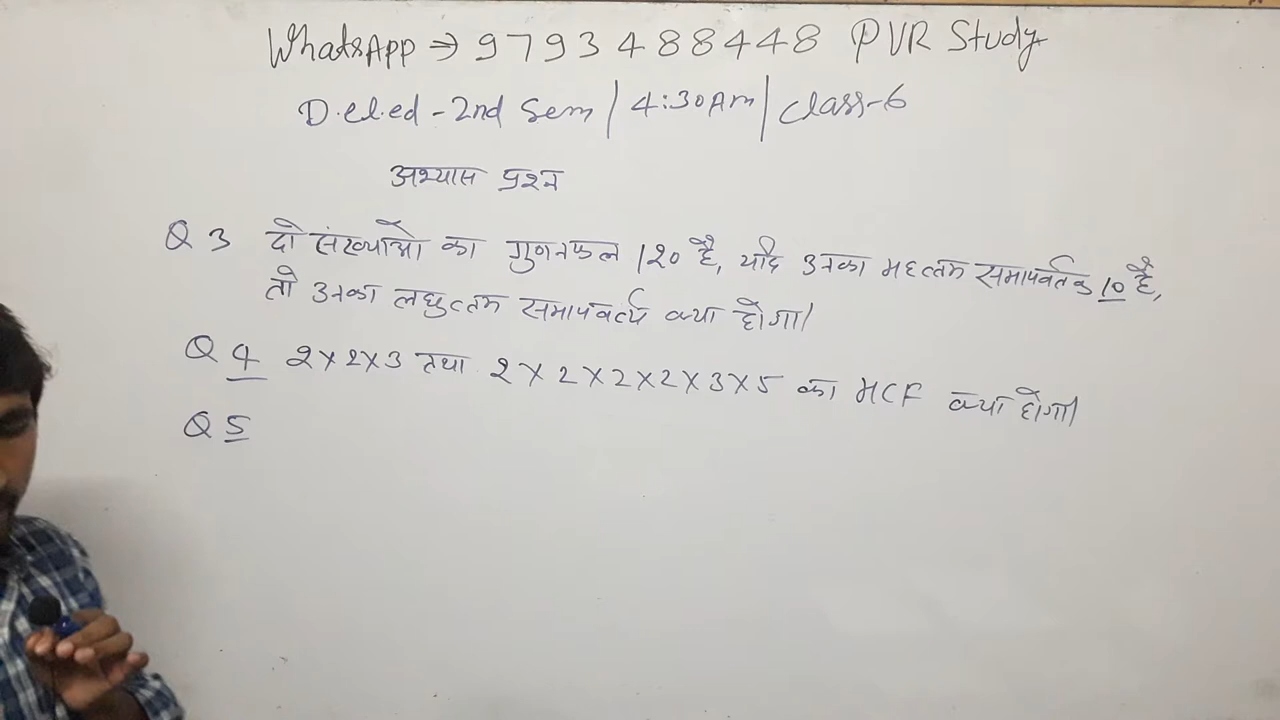 WhatsApp → 9793488448 PVR Study
D.el.ed - 2nd Sem / 4:30 AM / Class-6
अभ्यास प्रश्न
Q 3 दो संख्याओं का गुणनफल 120 है, यदि उनका महत्तम समापवर्तक 10 है,
तो उनका लघुत्तम समापवर्त्य क्या होगा।
Q 4 2×2×3 तथा 2×2×2×2×3×5 का HCF क्या होगा।
Q 5